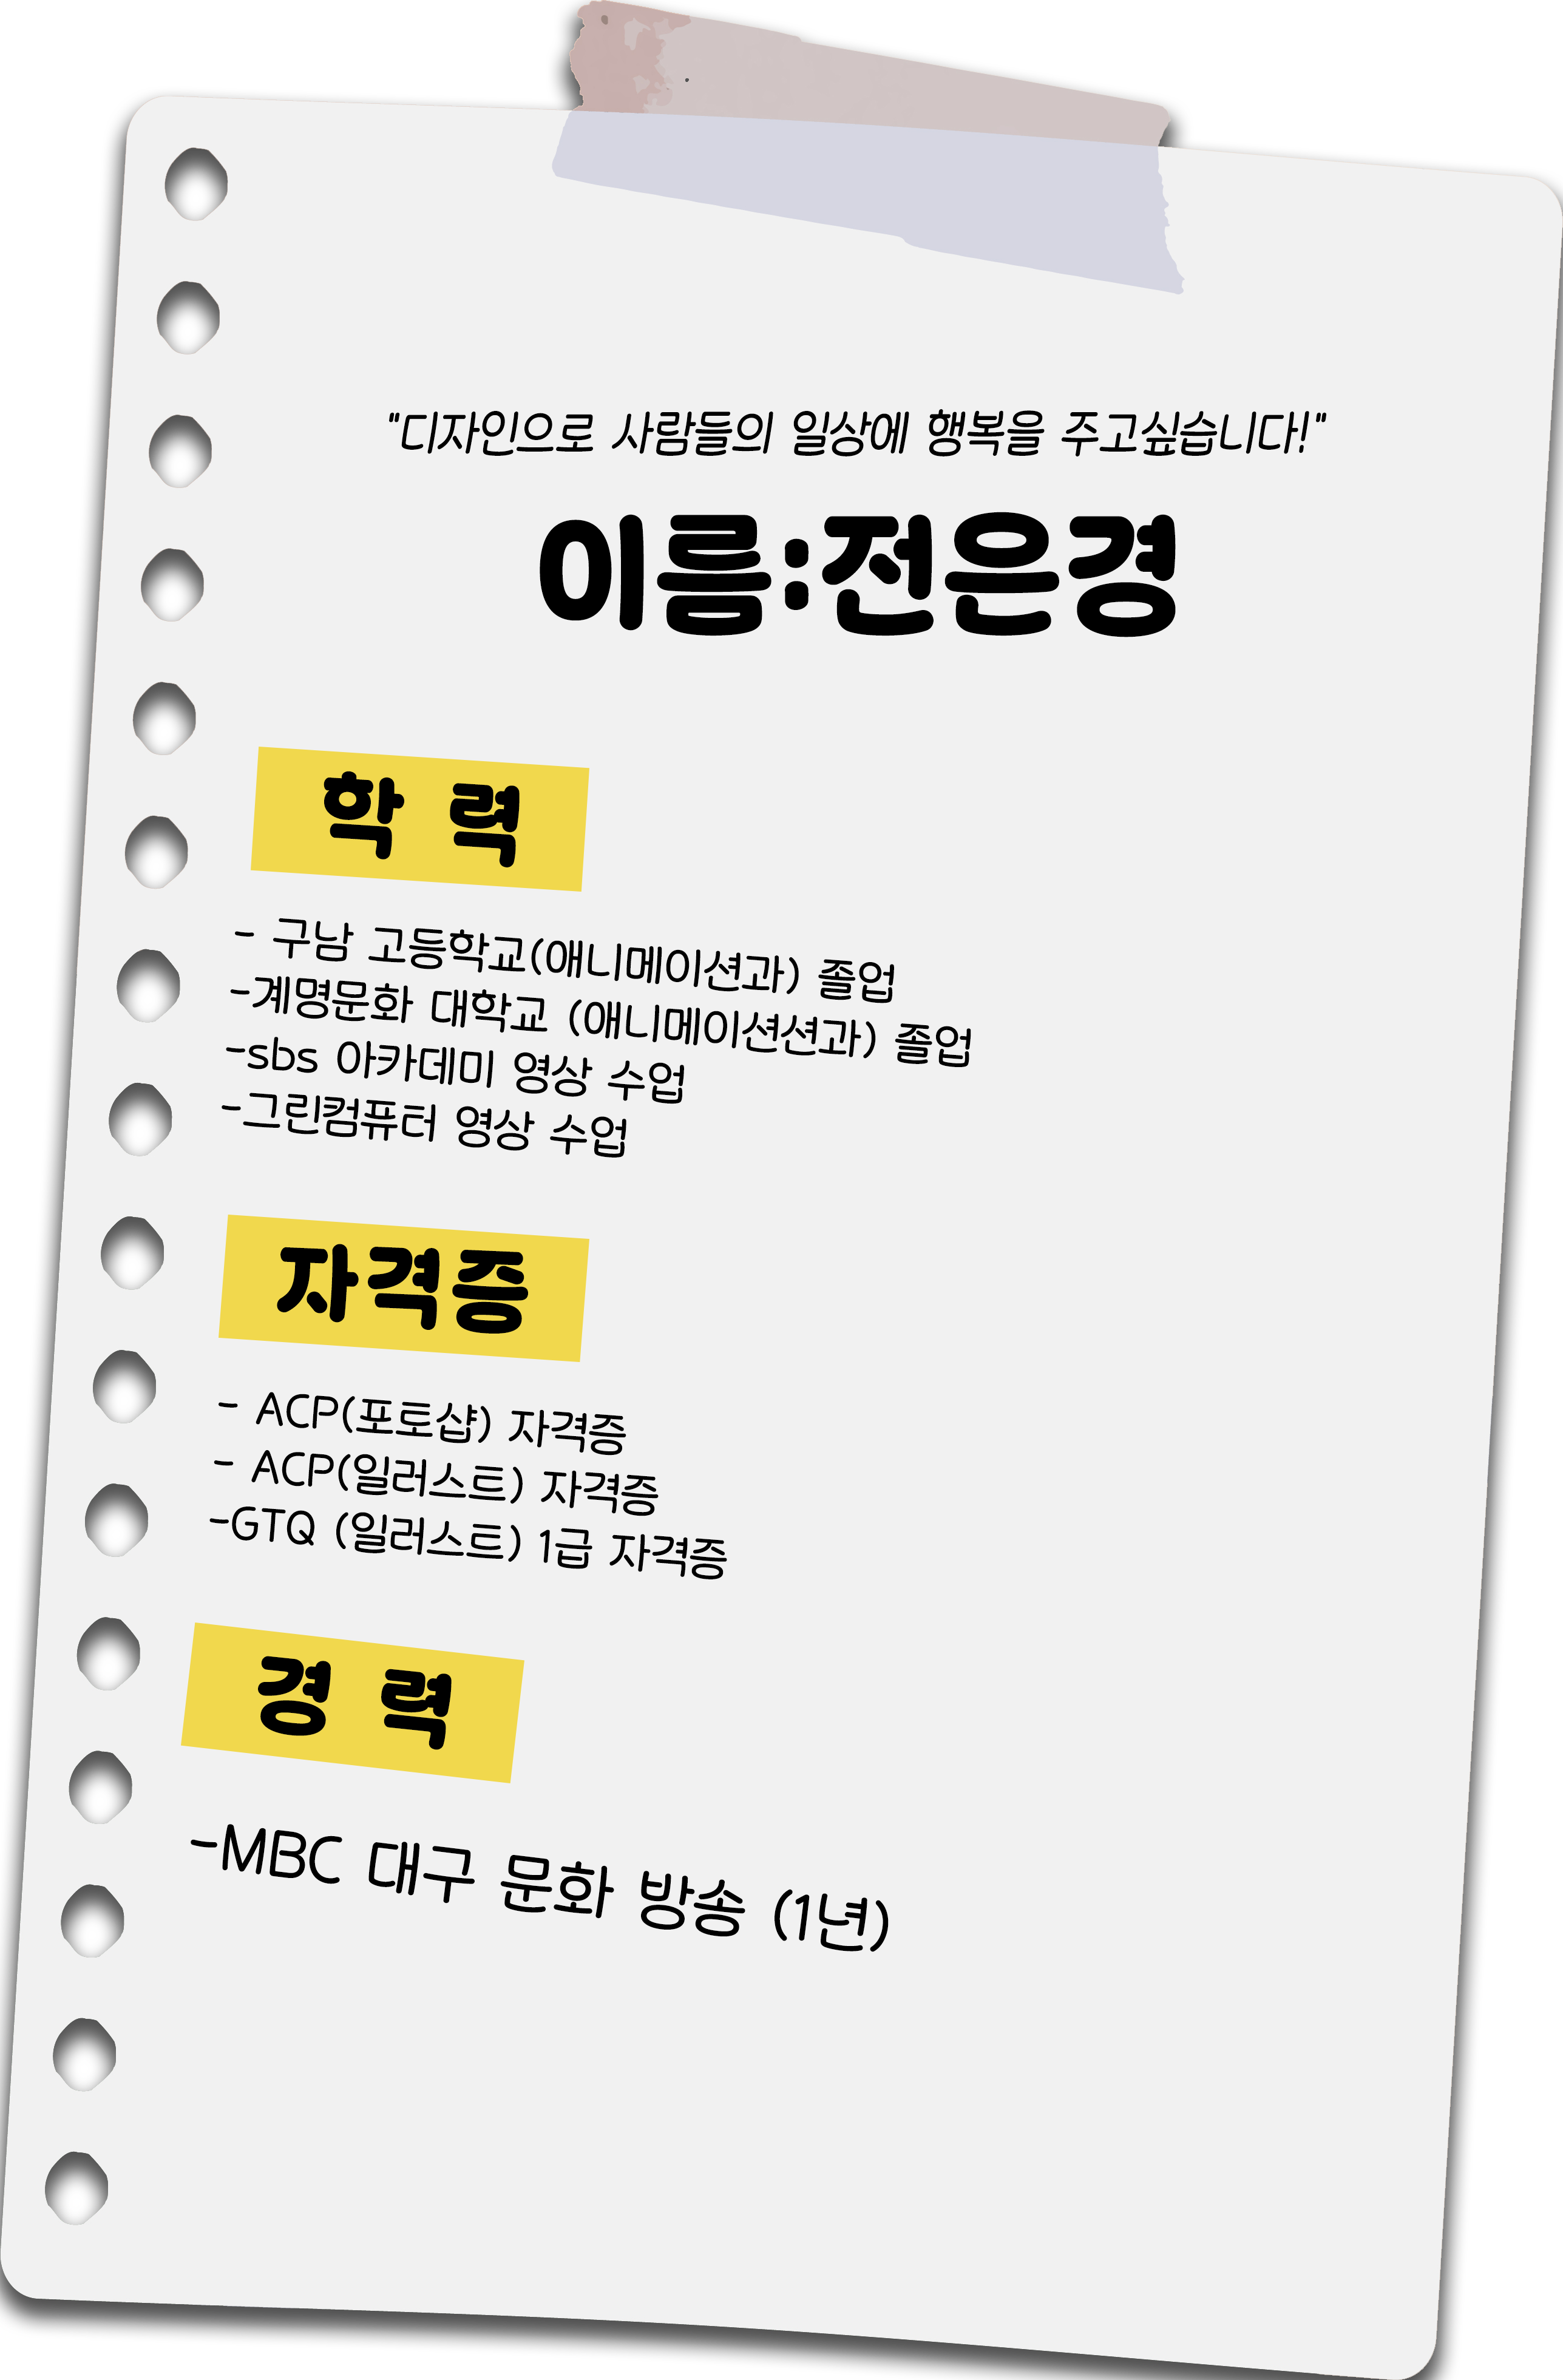 "디자인으로 사람들의 일상에 행복을 주고싶습니다!"
이름:전은경
학 력
- 구남 고등학교(애니메이션과) 졸업
-계명문화 대학교 (애니메이션션과) 졸업
-sbs 아카데미 영상 수업
-그린컴퓨터 영상 수업
자격증
- ACP(포토샵) 자격증
- ACP(일러스트) 자격증
-GTQ (일러스트) 1급 자격증
경 력
-MBC 대구 문화 방송 (1년)